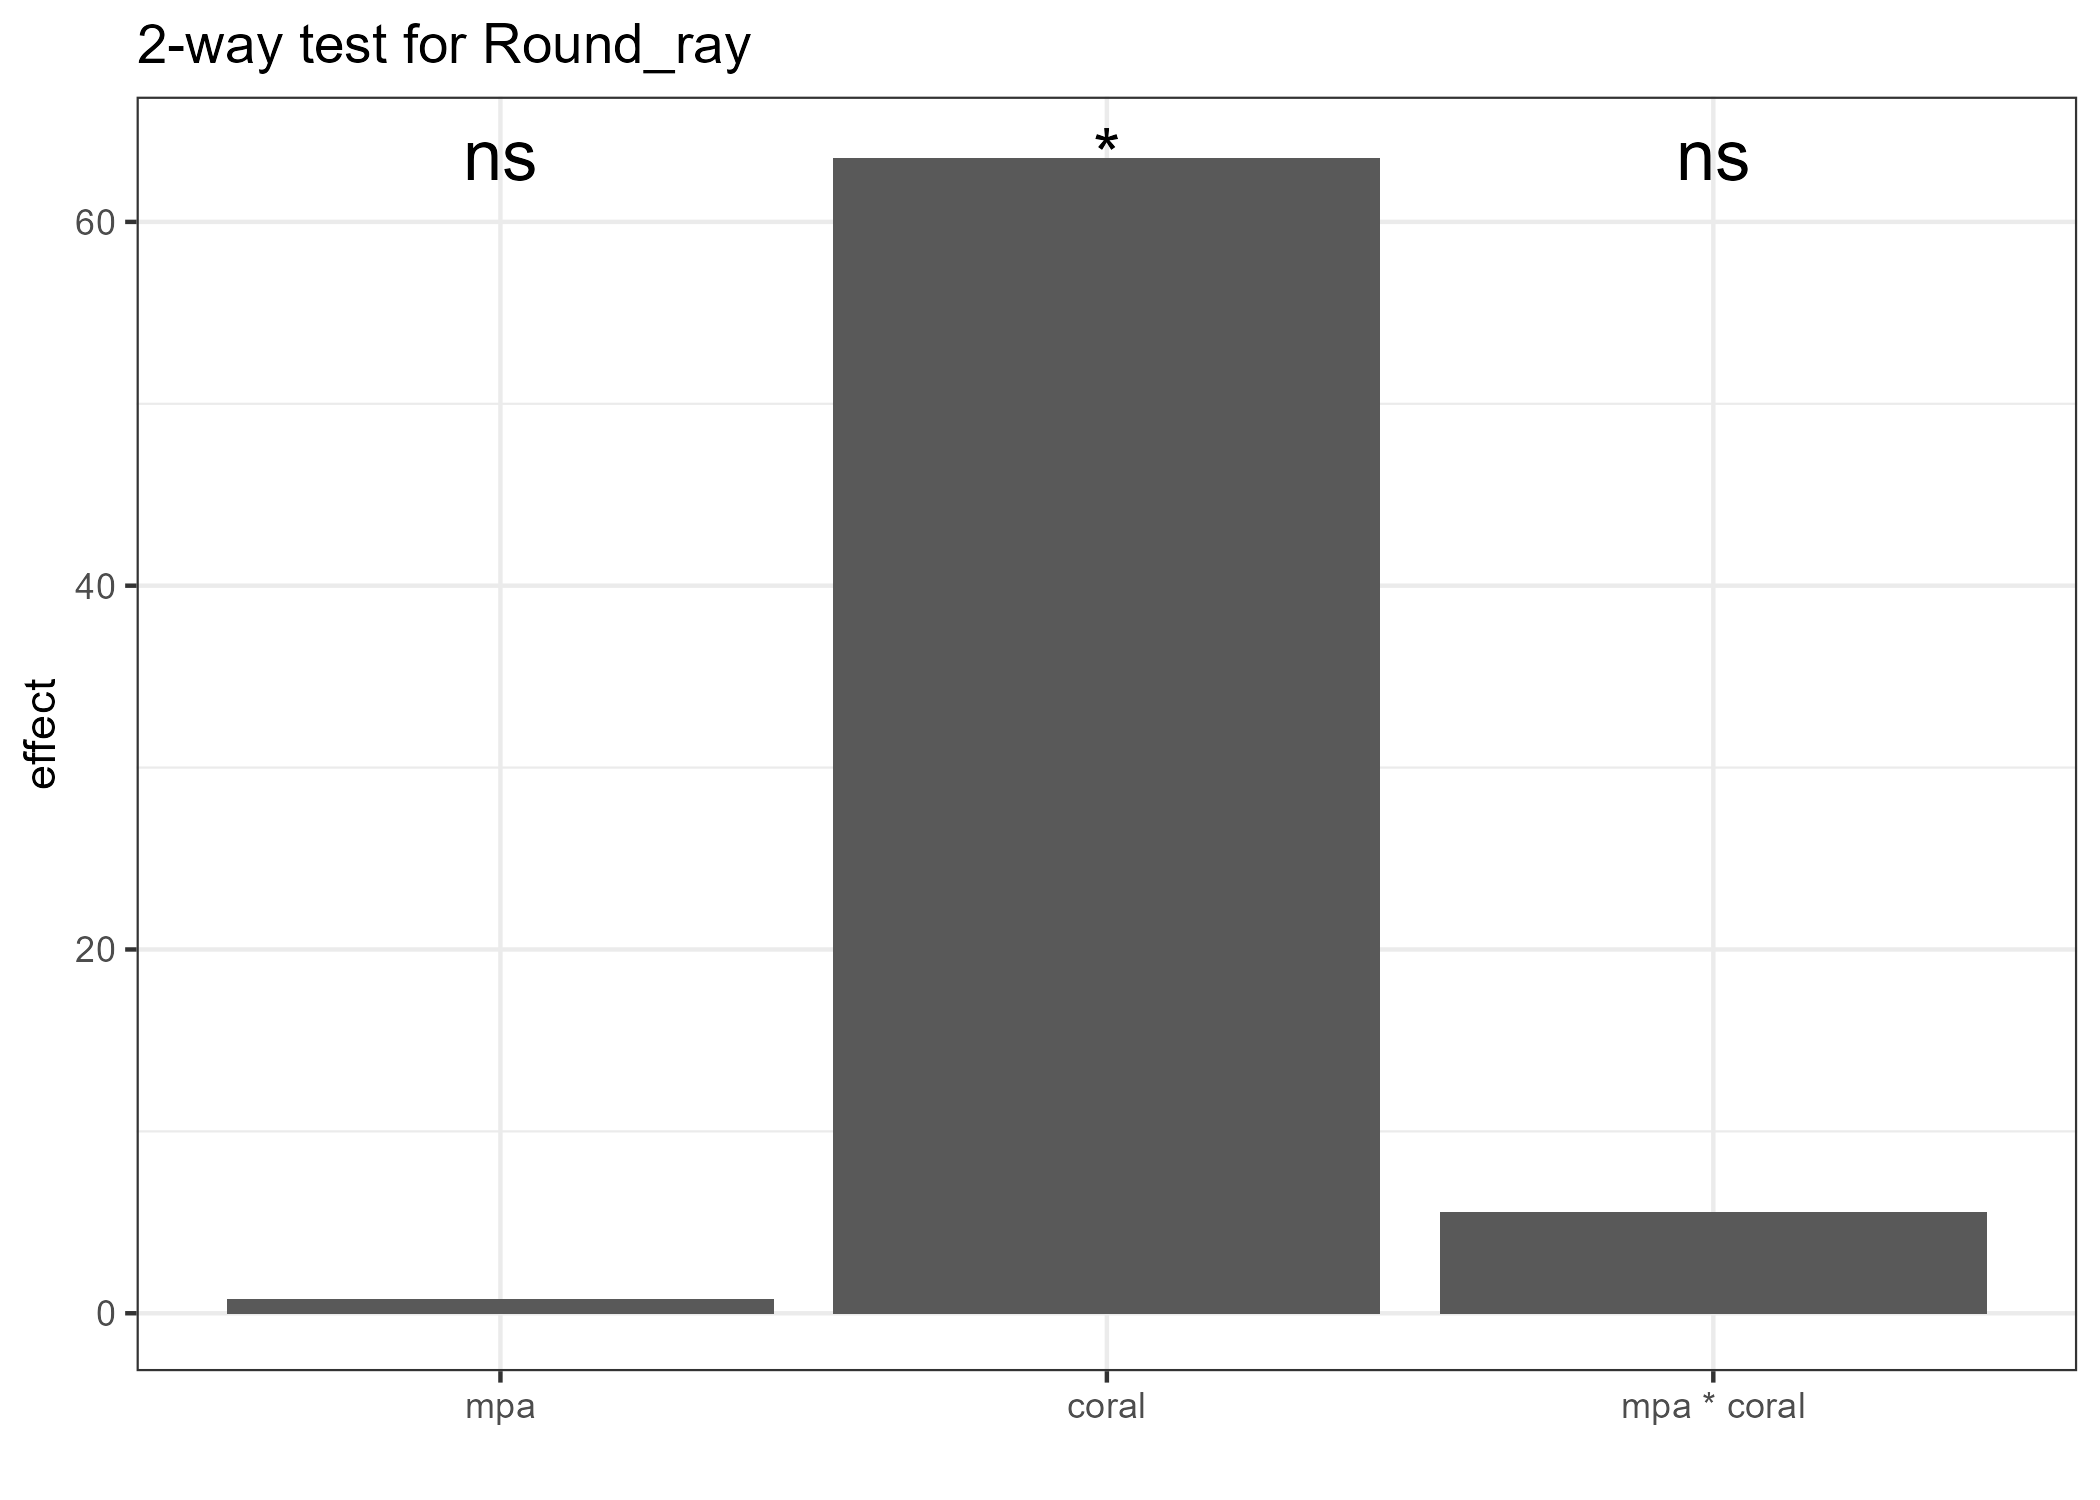 2-way test for Round_ray
ns * ns
60
40
20
0
effect
mpa coral mpa * coral